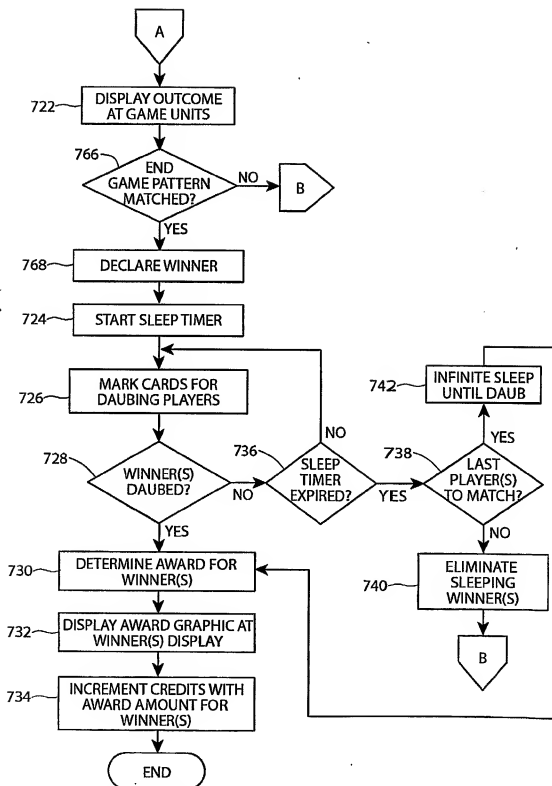 A
722
DISPLAY OUTCOME
AT GAME UNITS
766
END
GAME PATTERN
MATCHED?
NO
B
YES
768
DECLARE WINNER
724
START SLEEP TIMER
726
MARK CARDS FOR
DAUBING PLAYERS
742
INFINITE SLEEP
UNTIL DAUB
728
WINNER(S)
DAUBED?
NO
YES
736
SLEEP
TIMER
EXPIRED?
NO
YES
738
LAST
PLAYER(S)
TO MATCH?
YES
NO
730
DETERMINE AWARD FOR
WINNER(S)
740
ELIMINATE
SLEEPING
WINNER(S)
B
732
DISPLAY AWARD GRAPHIC AT
WINNER(S) DISPLAY
734
INCREMENT CREDITS WITH
AWARD AMOUNT FOR
WINNER(S)
END